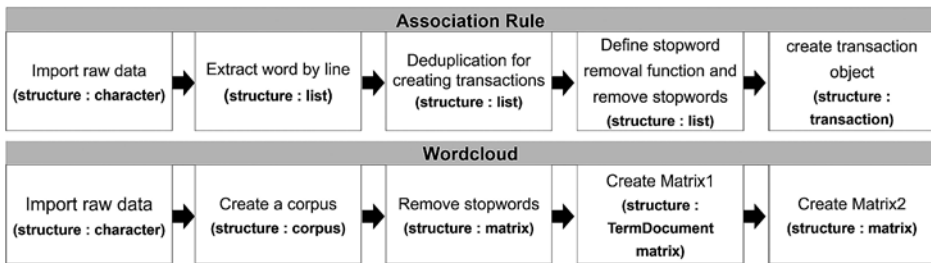 Association Rule
Import raw data
(structure : character)
Extract word by line
(structure : list)
Deduplication for
creating transactions
(structure : list)
Define stopword
removal function and
remove stopwords
(structure : list)
create transaction
object
(structure :
transaction)
Wordcloud
Import raw data
(structure : character)
Create a corpus
(structure : corpus)
Remove stopwords
(structure : matrix)
Create Matrix1
(structure :
TermDocument
matrix)
Create Matrix2
(structure : matrix)